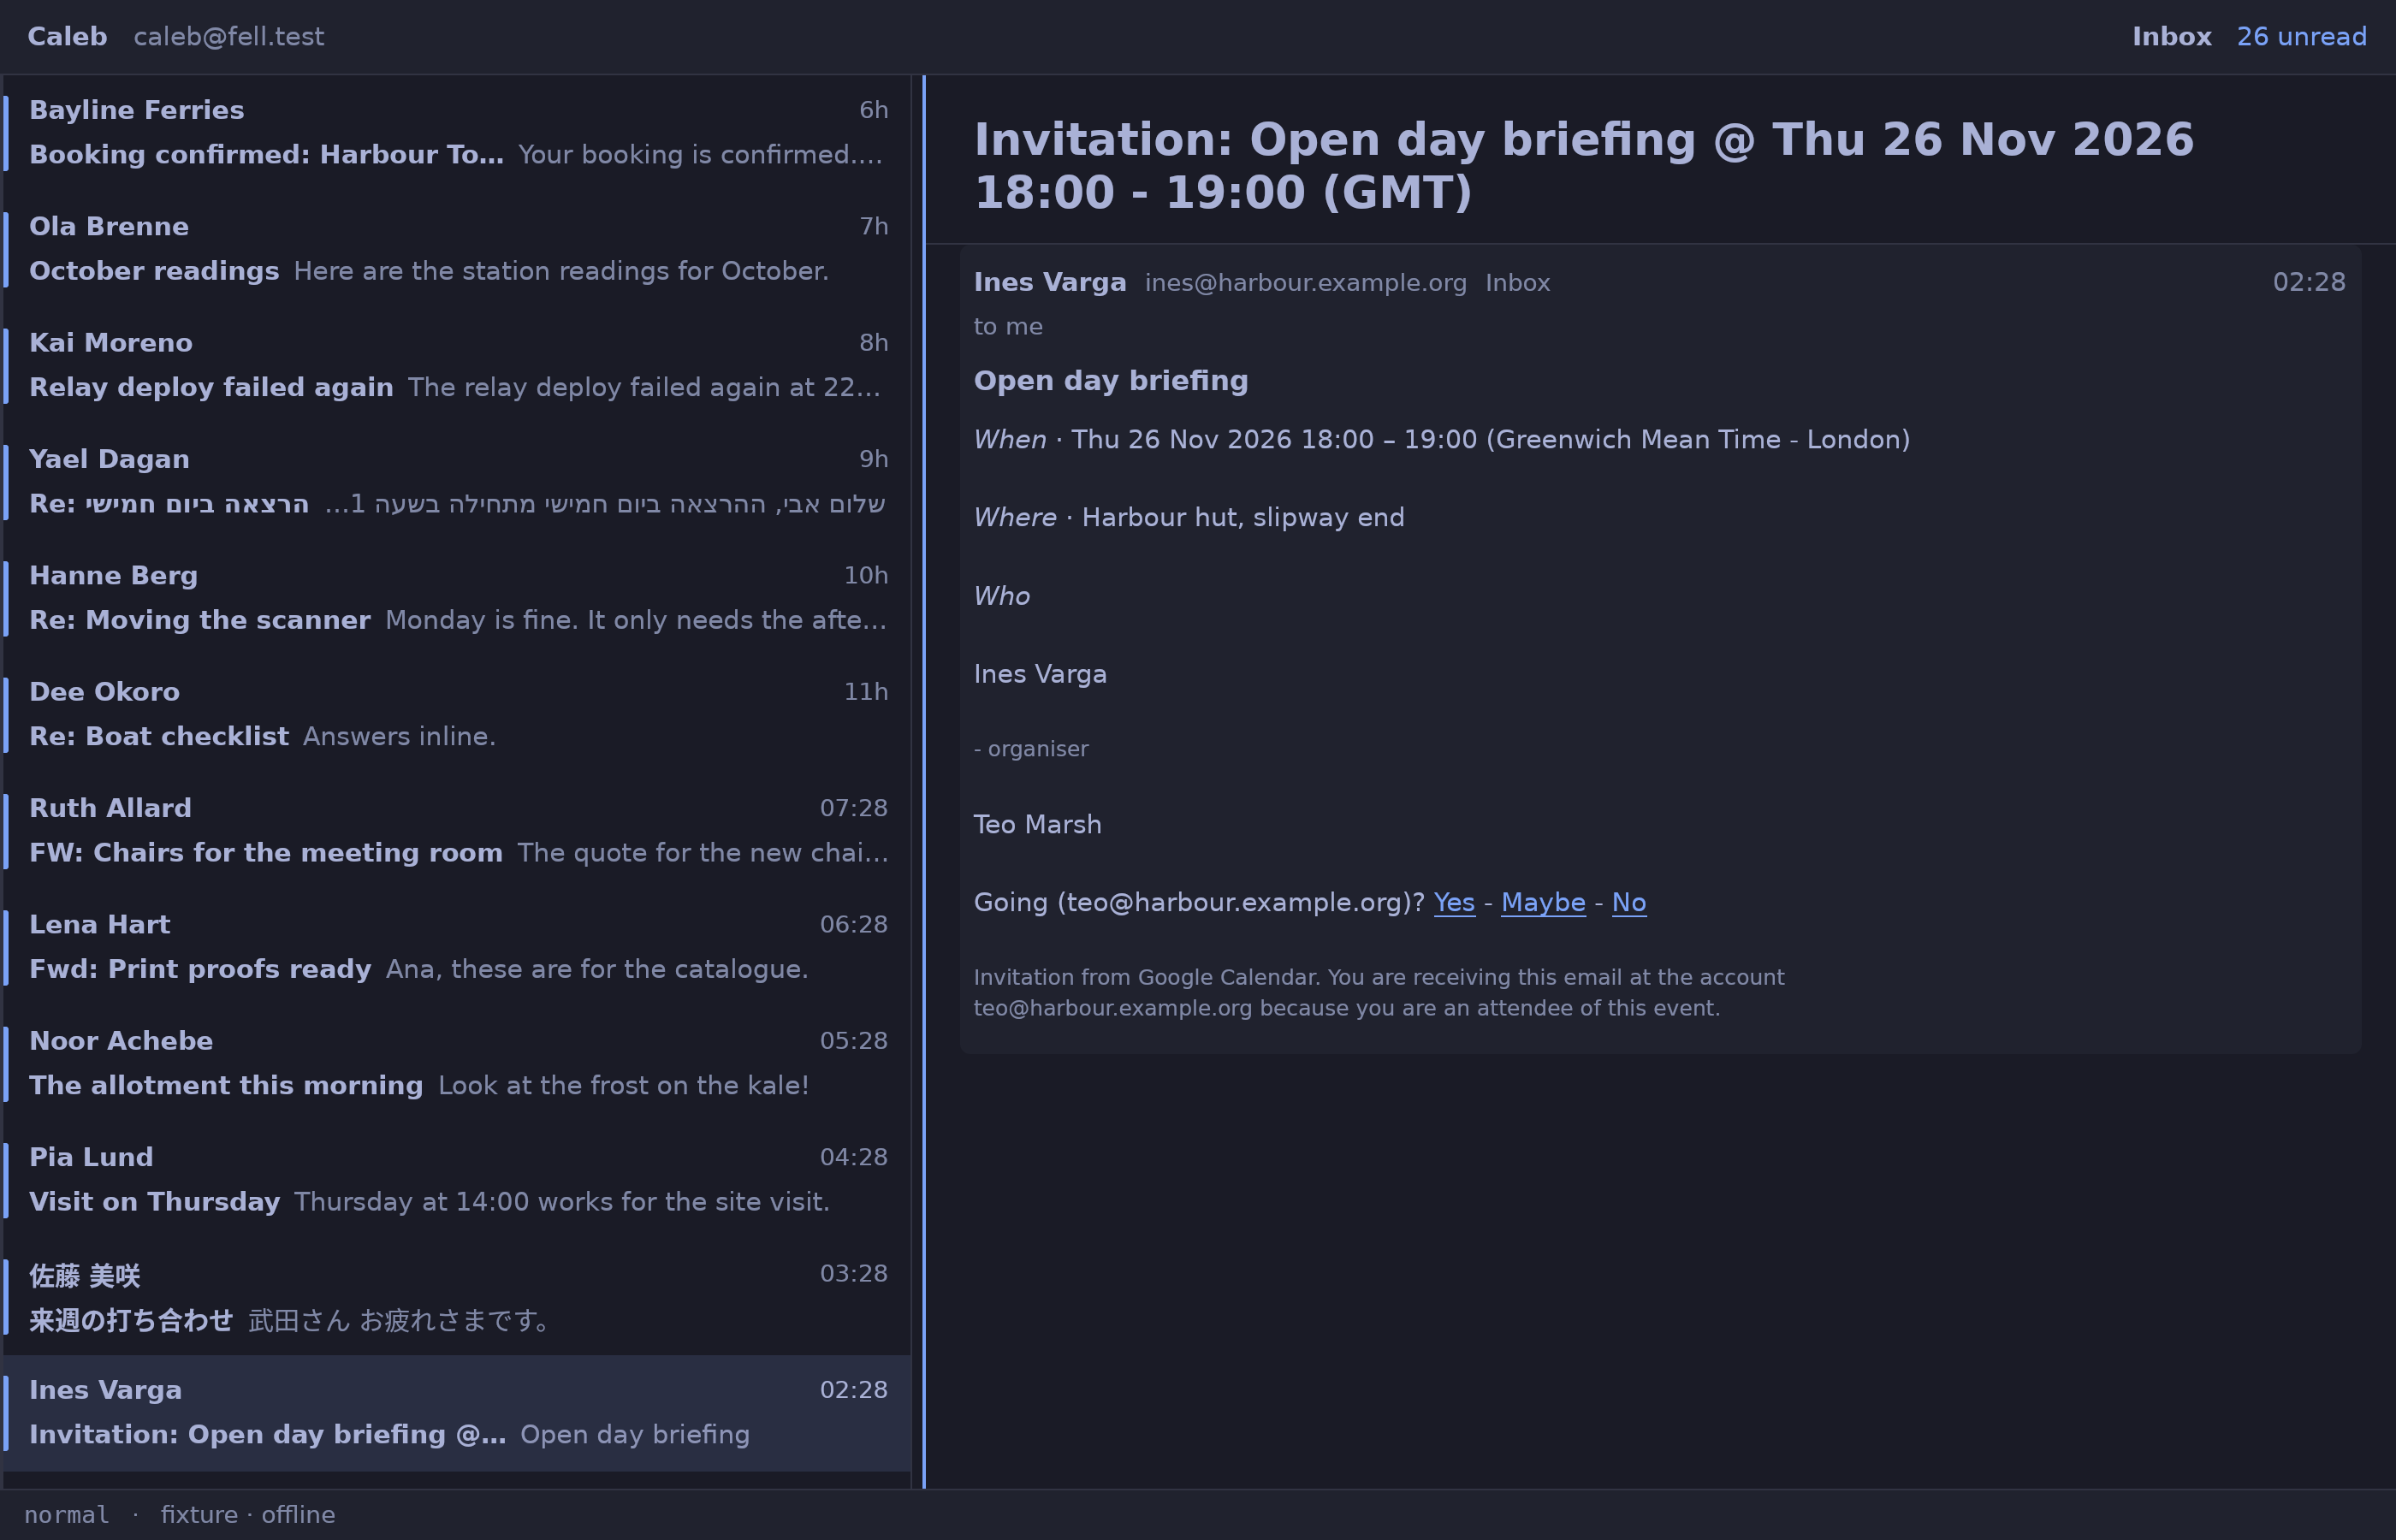 Caleb caleb@fell.test
Inbox 26 unread
Bayline Ferries 6h
Booking confirmed: Harbour To… Your booking is confirmed.…
Ola Brenne 7h
October readings Here are the station readings for October.
Kai Moreno 8h
Relay deploy failed again The relay deploy failed again at 22…
Yael Dagan 9h
Re: הרצאה ביום חמישי שלום אבי, ההרצאה ביום חמישי מתחילה בשעה 1…
Hanne Berg 10h
Re: Moving the scanner Monday is fine. It only needs the afte…
Dee Okoro 11h
Re: Boat checklist Answers inline.
Ruth Allard 07:28
FW: Chairs for the meeting room The quote for the new chai…
Lena Hart 06:28
Fwd: Print proofs ready Ana, these are for the catalogue.
Noor Achebe 05:28
The allotment this morning Look at the frost on the kale!
Pia Lund 04:28
Visit on Thursday Thursday at 14:00 works for the site visit.
佐藤 美咲 03:28
来週の打ち合わせ 武田さん お疲れさまです。
Ines Varga 02:28
Invitation: Open day briefing @… Open day briefing
Invitation: Open day briefing @ Thu 26 Nov 2026
18:00 - 19:00 (GMT)
Ines Varga ines@harbour.example.org Inbox 02:28
to me
Open day briefing
When · Thu 26 Nov 2026 18:00 – 19:00 (Greenwich Mean Time - London)
Where · Harbour hut, slipway end
Who
Ines Varga
- organiser
Teo Marsh
Going (teo@harbour.example.org)? Yes - Maybe - No
Invitation from Google Calendar. You are receiving this email at the account
teo@harbour.example.org because you are an attendee of this event.
normal · fixture · offline